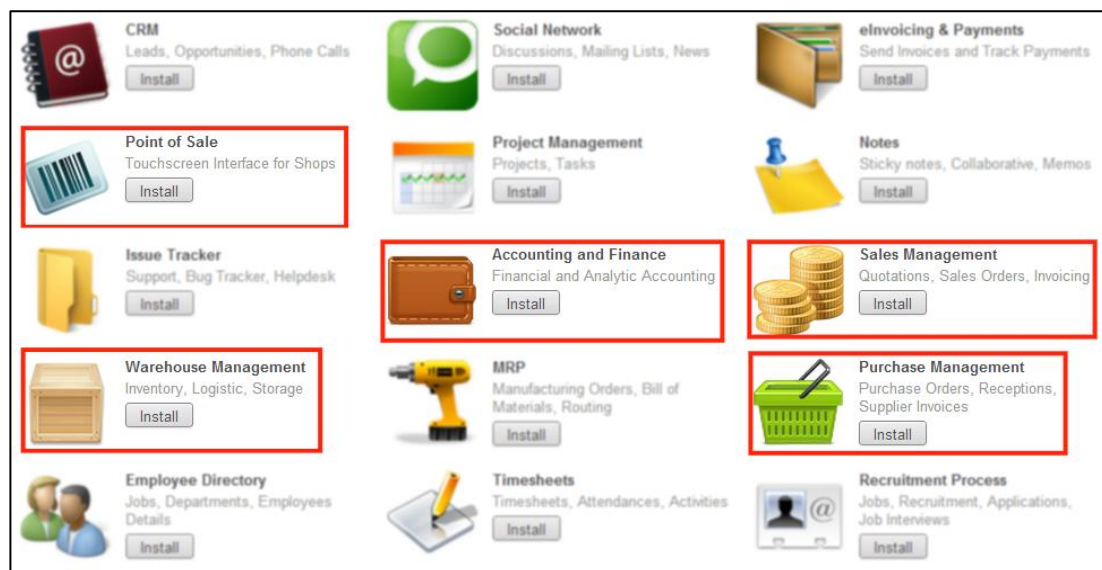 CRM
Leads, Opportunities, Phone Calls
Install
Social Network
Discussions, Mailing Lists, News
Install
eInvoicing & Payments
Send Invoices and Track Payments
Install
Point of Sale
Touchscreen Interface for Shops
Install
Project Management
Projects, Tasks
Install
Notes
Sticky notes, Collaborative, Memos
Install
Issue Tracker
Support, Bug Tracker, Helpdesk
Install
Accounting and Finance
Financial and Analytic Accounting
Install
Sales Management
Quotations, Sales Orders, Invoicing
Install
Warehouse Management
Inventory, Logistic, Storage
Install
MRP
Manufacturing Orders, Bill of
Materials, Routing
Install
Purchase Management
Purchase Orders, Receptions,
Supplier Invoices
Install
Employee Directory
Jobs, Departments, Employees
Details
Install
Timesheets
Timesheets, Attendances, Activities
Install
Recruitment Process
Jobs, Recruitment, Applications,
Job Interviews
Install